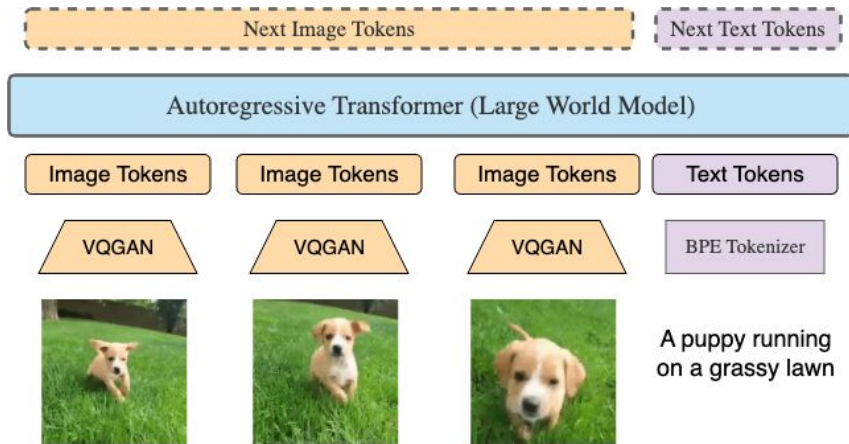 Next Image Tokens
Next Text Tokens
Autoregressive Transformer (Large World Model)
Image Tokens
Image Tokens
Image Tokens
Text Tokens
VQGAN
VQGAN
VQGAN
BPE Tokenizer
A puppy running
on a grassy lawn